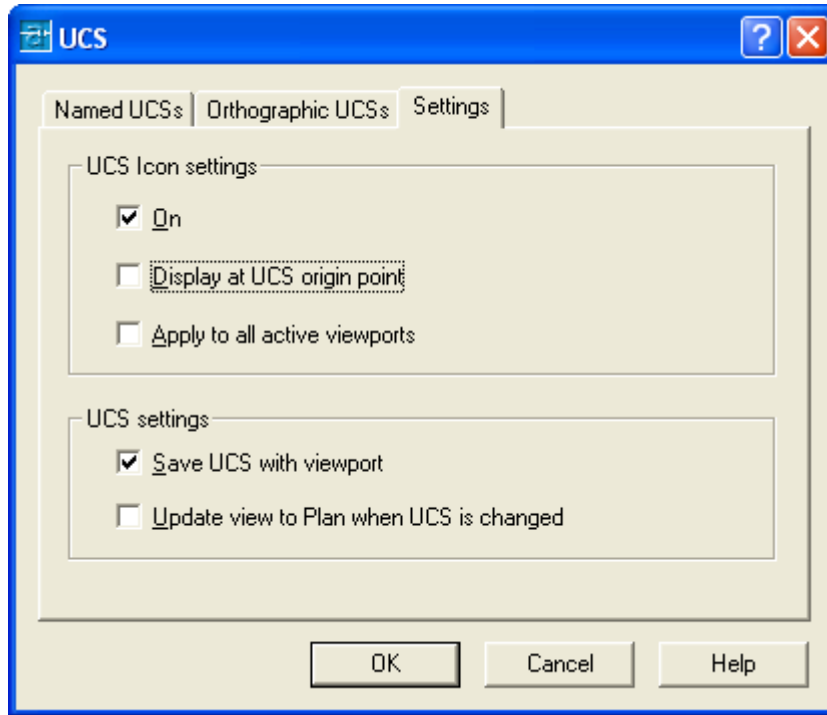 UCS
Named UCSs Orthographic UCSs Settings
UCS Icon settings
On
Display at UCS origin point
Apply to all active viewports
UCS settings
Save UCS with viewport
Update view to Plan when UCS is changed
OK Cancel Help